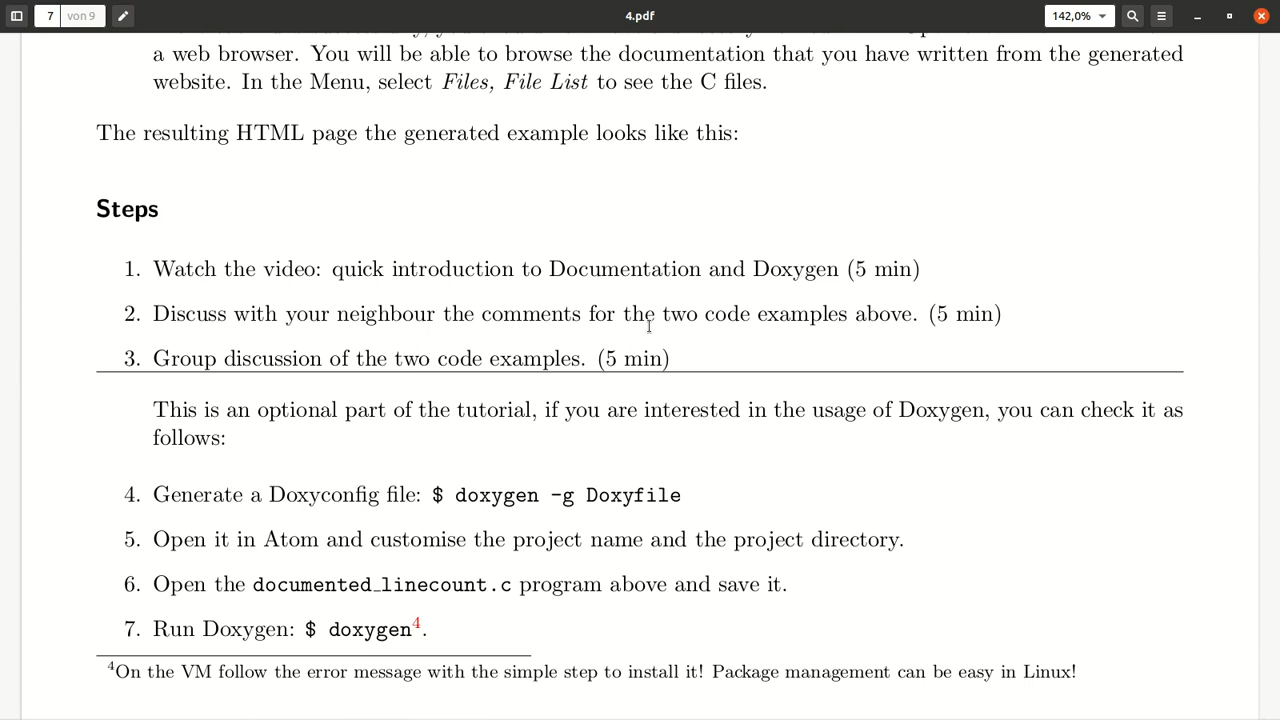 7 von 9
4.pdf
142,0%
a web browser. You will be able to browse the documentation that you have written from the generated
website. In the Menu, select Files, File List to see the C files.
The resulting HTML page the generated example looks like this:
Steps
1. Watch the video: quick introduction to Documentation and Doxygen (5 min)
2. Discuss with your neighbour the comments for the two code examples above. (5 min)
3. Group discussion of the two code examples. (5 min)
This is an optional part of the tutorial, if you are interested in the usage of Doxygen, you can check it as
follows:
4. Generate a Doxyconfig file: $ doxygen -g Doxyfile
5. Open it in Atom and customise the project name and the project directory.
6. Open the documented_linecount.c program above and save it.
7. Run Doxygen: $ doxygen4.
4On the VM follow the error message with the simple step to install it! Package management can be easy in Linux!